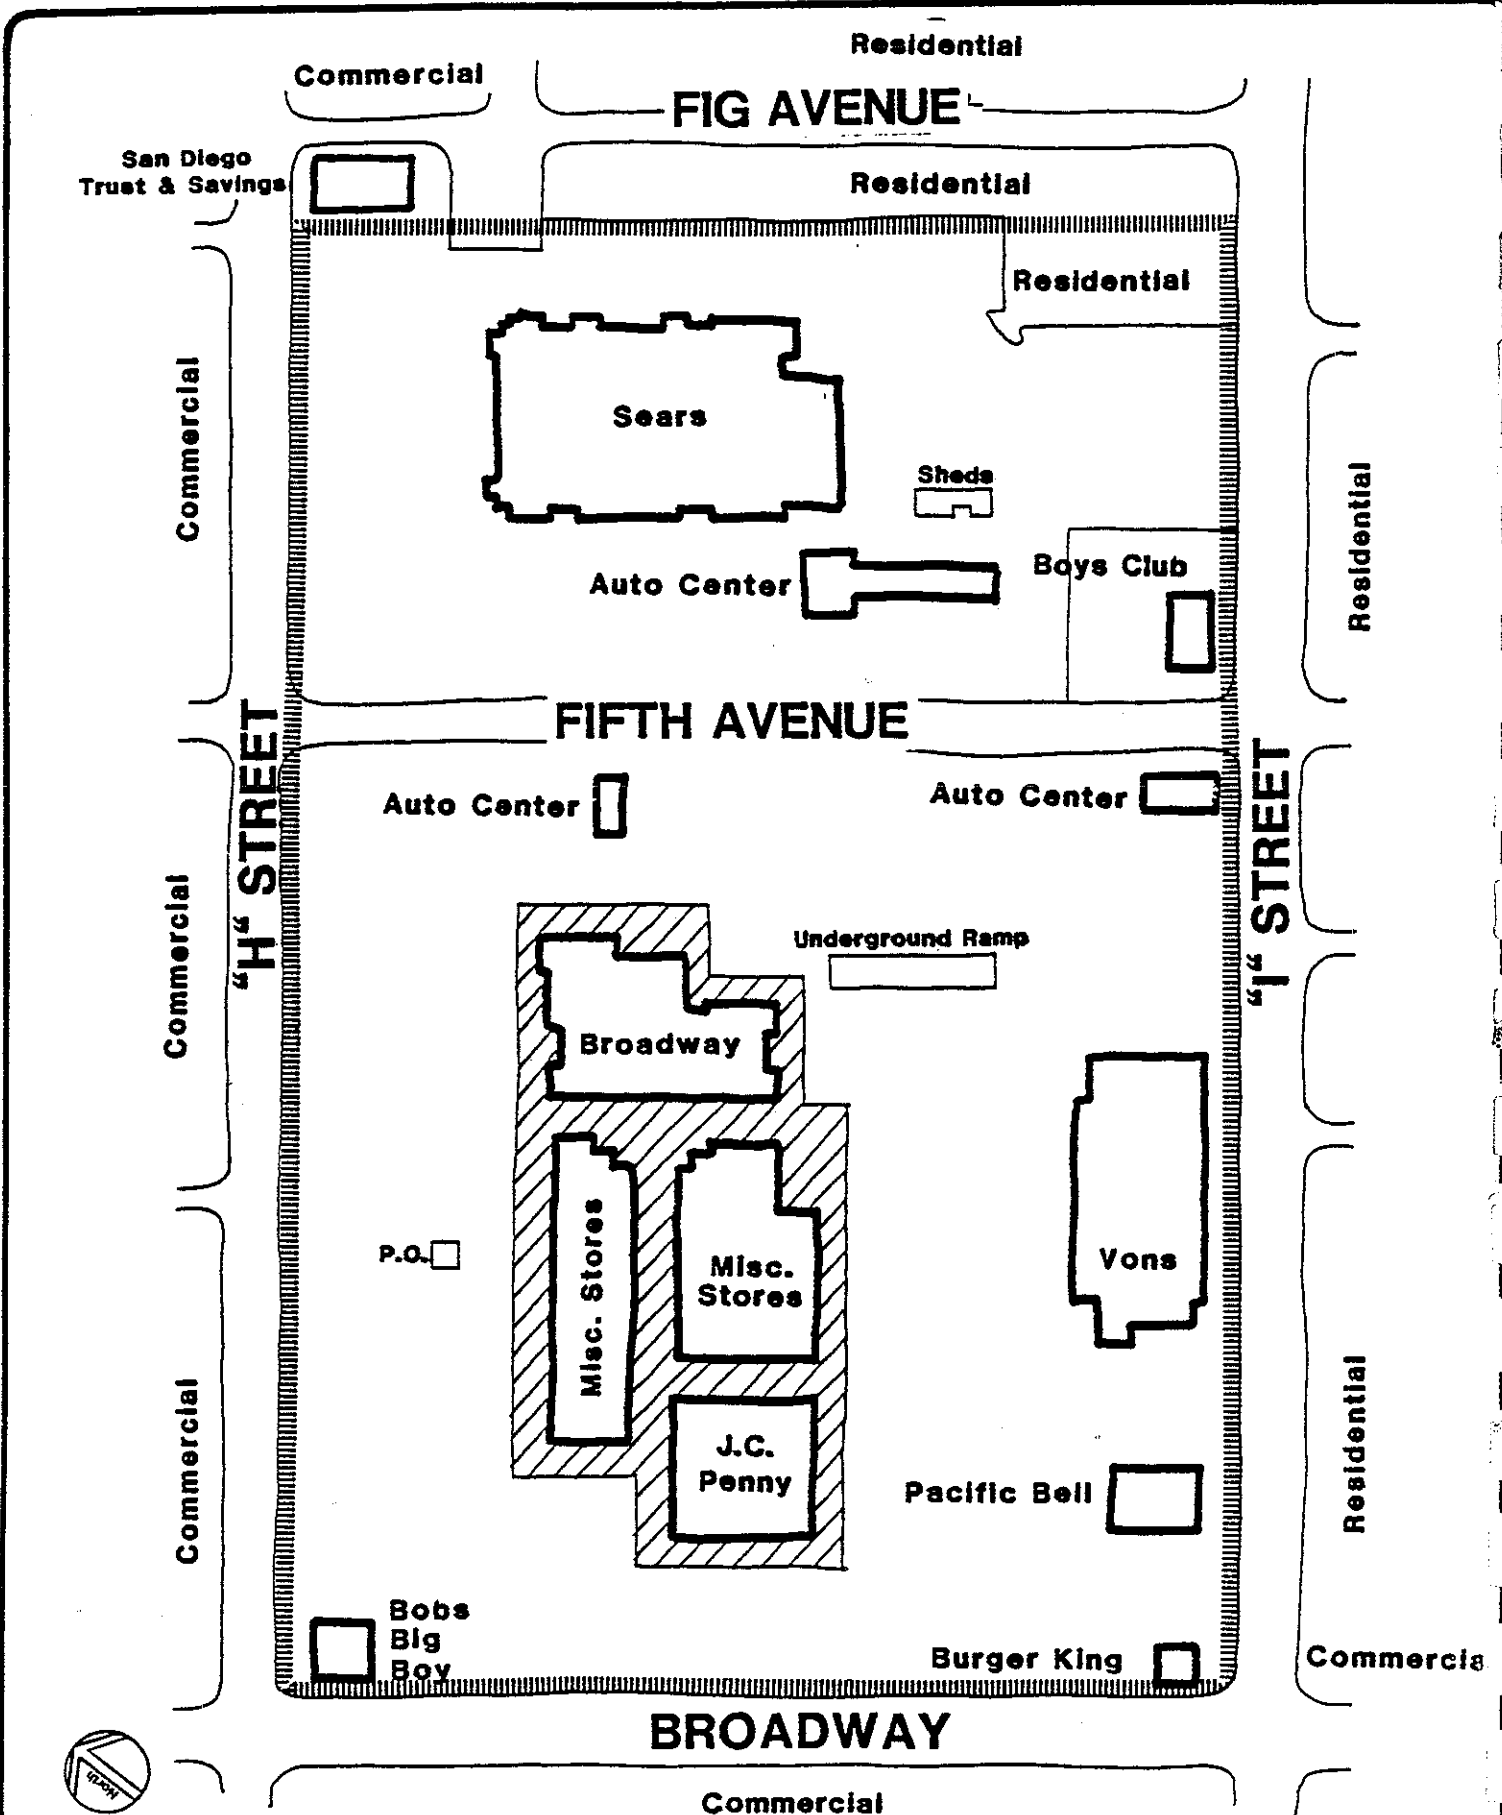 Residential
Commercial
FIG AVENUE
San Diego
Trust & Savings
Residential
Residential
Commercial
Sears
Sheds
Residential
Auto Center
Boys Club
FIFTH AVENUE
"H" STREET
"I" STREET
Auto Center
Auto Center
Commercial
Underground Ramp
Broadway
P.O.
Misc. Stores
Misc.
Stores
Vons
Commercial
J.C.
Penny
Pacific Bell
Residential
Bobs
Big
Boy
Burger King
Commercia
BROADWAY
North
Commercial